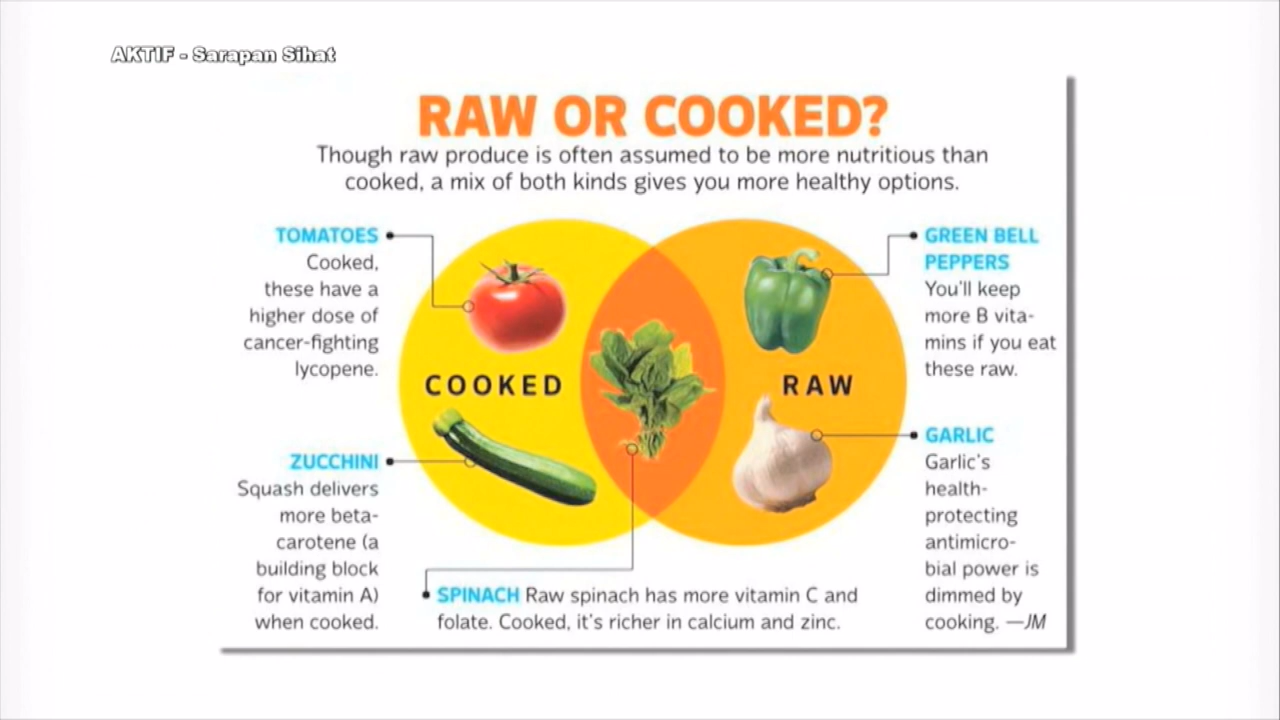 AKTIF - Sarapan Sihat
RAW OR COOKED?
Though raw produce is often assumed to be more nutritious than
cooked, a mix of both kinds gives you more healthy options.
TOMATOES
Cooked,
these have a
higher dose of
cancer-fighting
lycopene.
ZUCCHINI
Squash delivers
more beta-
carotene (a
building block
for vitamin A)
when cooked.
COOKED
RAW
GREEN BELL
PEPPERS
You'll keep
more B vita-
mins if you eat
these raw.
GARLIC
Garlic's
health-
protecting
antimicro-
bial power is
dimmed by
cooking. —JM
SPINACH Raw spinach has more vitamin C and
folate. Cooked, it's richer in calcium and zinc.